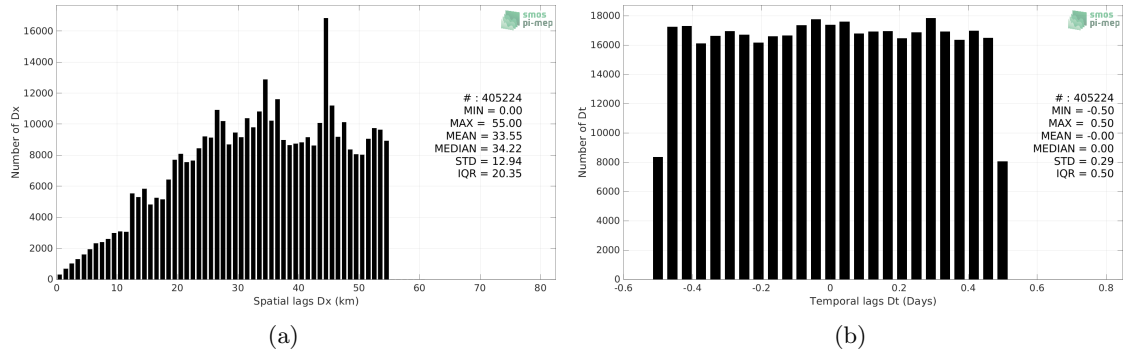 smos
pi-mep
16000
14000
12000
10000
8000
6000
4000
2000
0
Number of Dx
# : 405224
MIN = 0.00
MAX = 55.00
MEAN = 33.55
MEDIAN = 34.22
STD = 12.94
IQR = 20.35
0 10 20 30 40 50 60 70 80
Spatial lags Dx (km)
(a)
smos
pi-mep
18000
16000
14000
12000
10000
8000
6000
4000
2000
0
Number of Dt
# : 405224
MIN = -0.50
MAX = 0.50
MEAN = -0.00
MEDIAN = 0.00
STD = 0.29
IQR = 0.50
-0.6 -0.4 -0.2 0 0.2 0.4 0.6 0.8
Temporal lags Dt (Days)
(b)